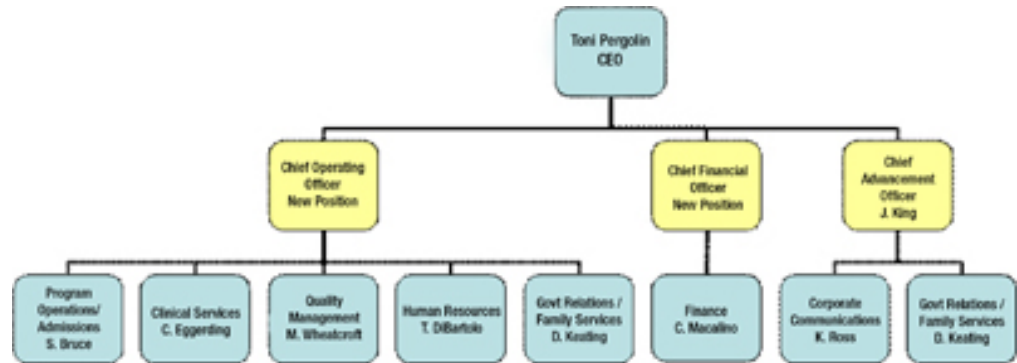 Toni Pergolin
CEO
Chief Operating
Officer
New Position
Chief Financial
Officer
New Position
Chief
Advancement
Officer
J. King
Program
Operations/
Admissions
S. Bruce
Clinical Services
C. Eggerding
Quality
Management
M. Wheatcroft
Human Resources
T. DiBartolo
Govt Relations /
Family Services
D. Keating
Finance
C. Macalino
Corporate
Communications
K. Ross
Govt Relations /
Family Services
D. Keating